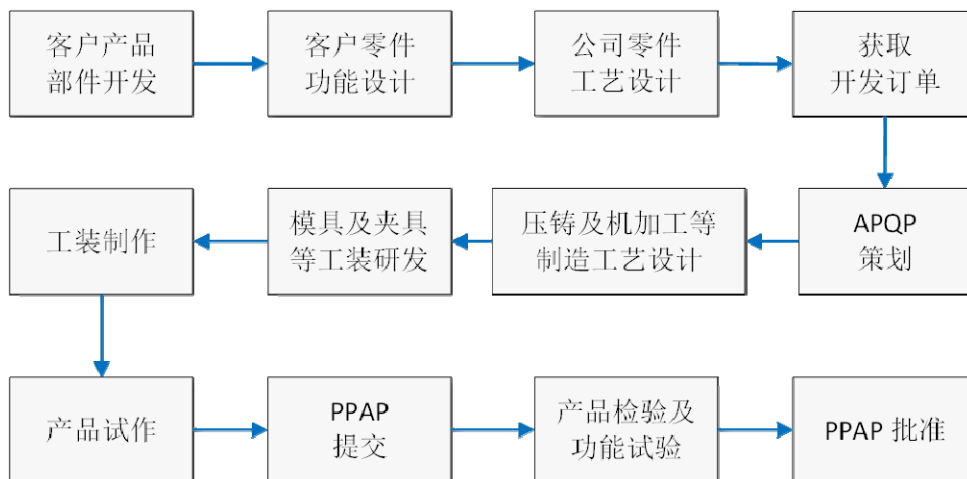 客户产品
部件开发
客户零件
功能设计
公司零件
工艺设计
获取
开发订单
APQP
策划
压铸及机加工等
制造工艺设计
模具及夹具
等工装研发
工装制作
产品试作
PPAP
提交
产品检验及
功能试验
PPAP 批准